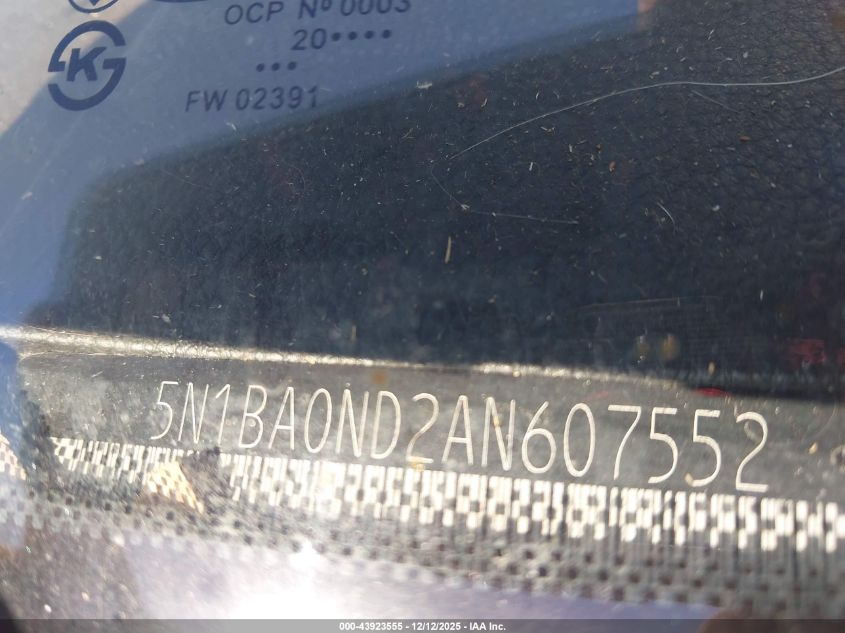 OCP Nº 0003
20••••
•••
K S
FW 02391
5N1BA0ND2AN607552
000-43923555 - 12/12/2025 - IAA Inc.